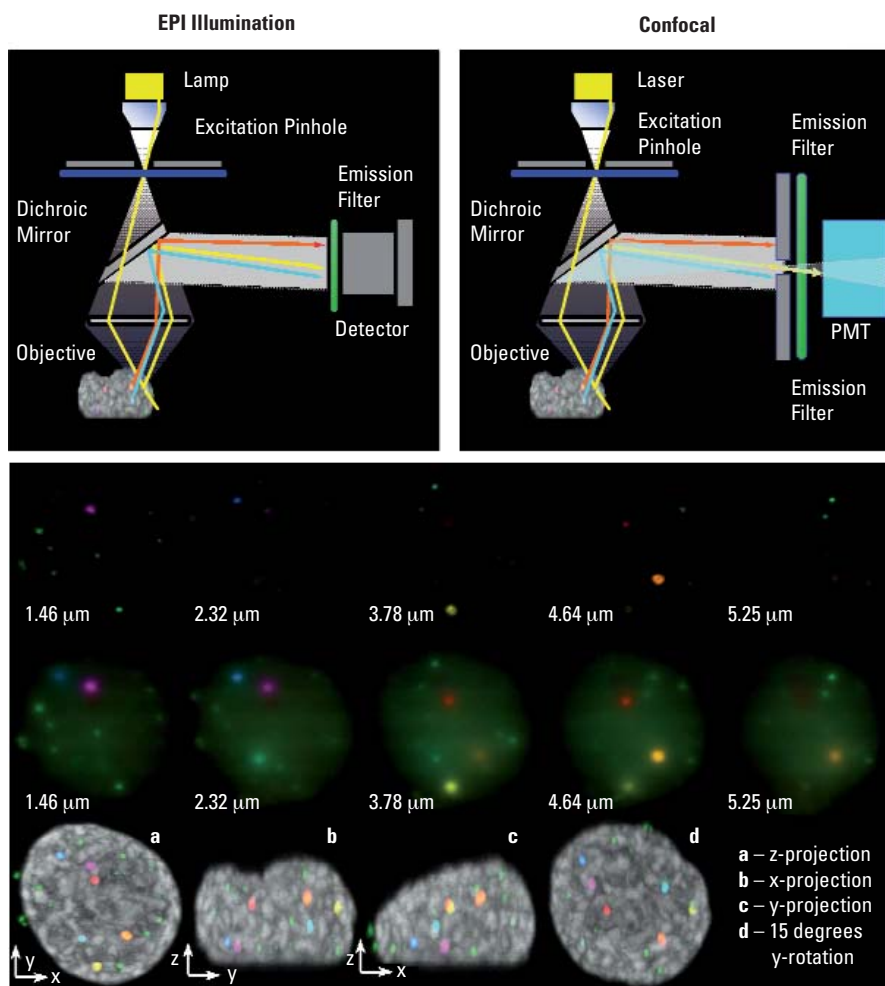 EPI Illumination
Lamp
Excitation Pinhole
Dichroic
Mirror
Emission
Filter
Objective
Detector
Confocal
Laser
Excitation
Pinhole
Emission
Filter
Dichroic
Mirror
Objective
PMT
Emission
Filter
1.46 μm
2.32 μm
3.78 μm
4.64 μm
5.25 μm
1.46 μm
2.32 μm
3.78 μm
4.64 μm
5.25 μm
a
y
x
b
z
y
c
z
x
d
a – z-projection
b – x-projection
c – y-projection
d – 15 degrees
y-rotation